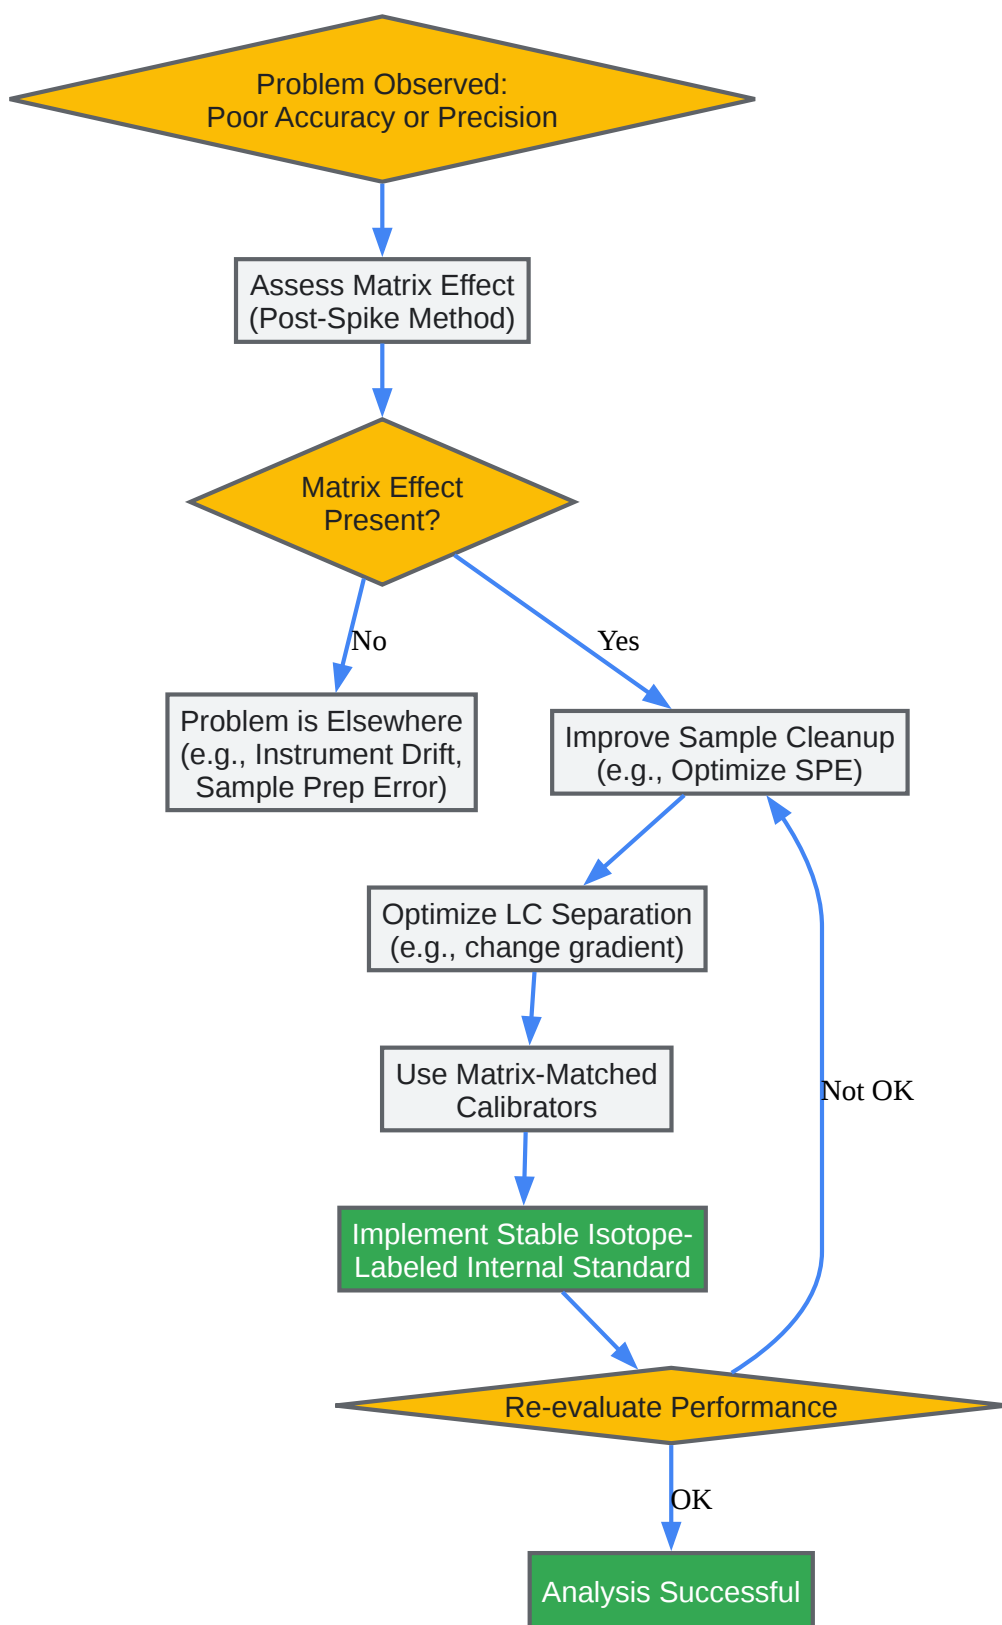 Problem Observed:
Poor Accuracy or Precision
Assess Matrix Effect
(Post-Spike Method)
Matrix Effect
Present?
No
Yes
Problem is Elsewhere
(e.g., Instrument Drift,
Sample Prep Error)
Improve Sample Cleanup
(e.g., Optimize SPE)
Optimize LC Separation
(e.g., change gradient)
Use Matrix-Matched
Calibrators
Not OK
Implement Stable Isotope-
Labeled Internal Standard
Re-evaluate Performance
OK
Analysis Successful